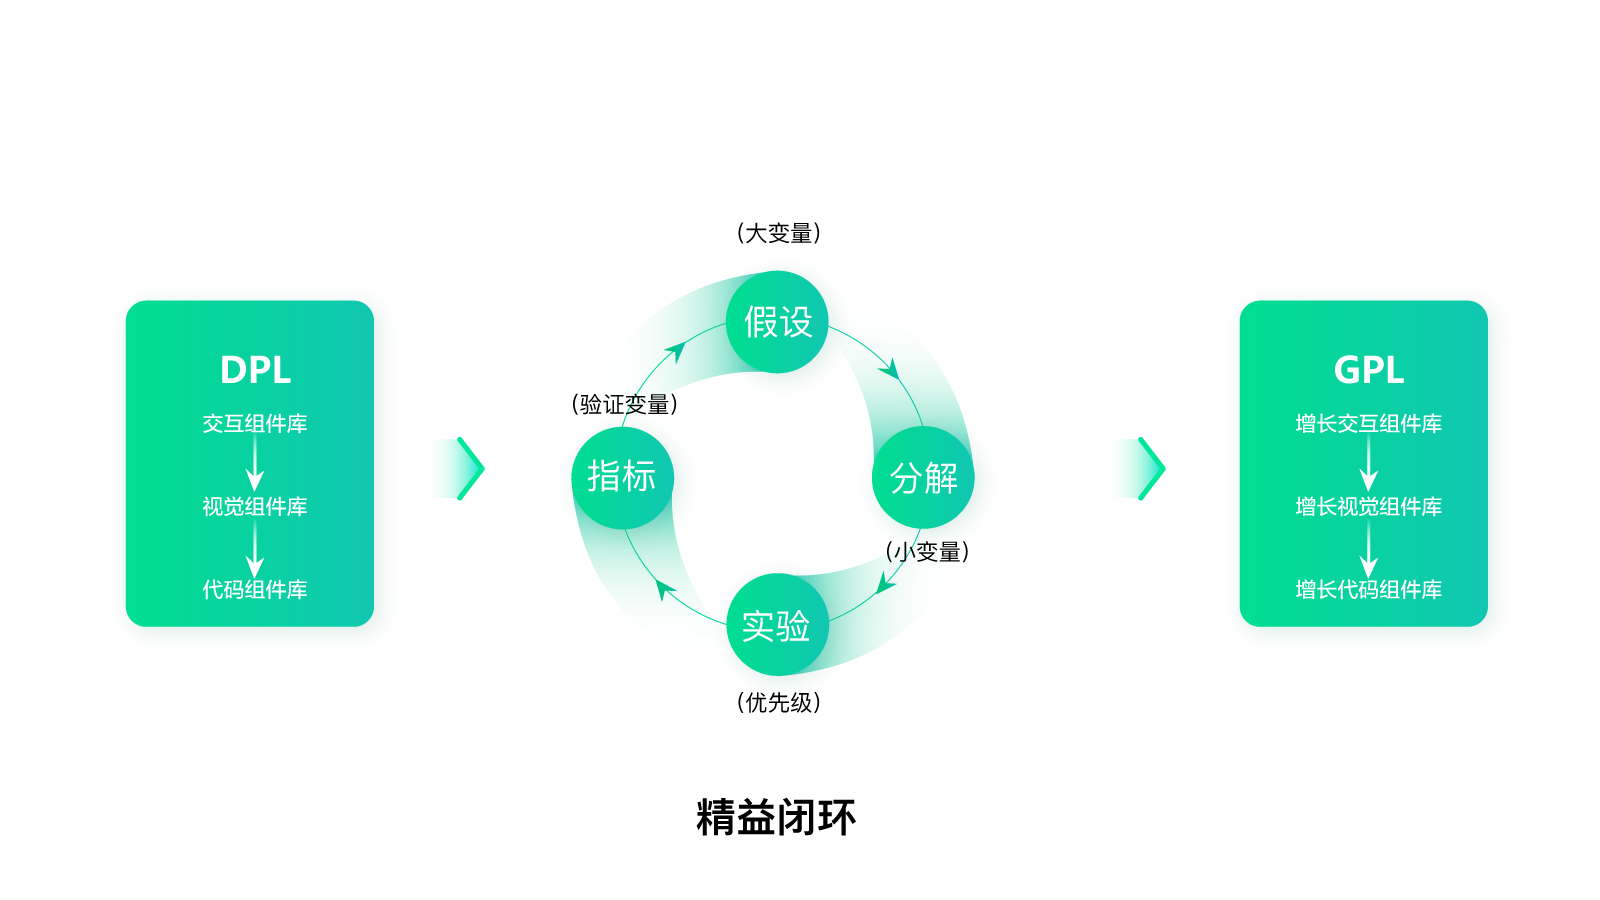 DPL
交互组件库
视觉组件库
代码组件库
(大变量)
假设
(验证变量)
指标
分解
(小变量)
实验
(优先级)
精益闭环
GPL
增长交互组件库
增长视觉组件库
增长代码组件库